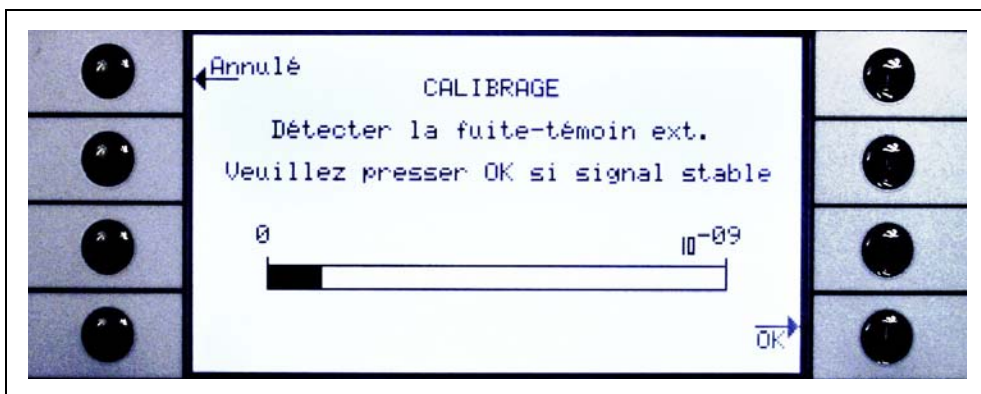 Annulé
CALIBRAGE
Détecter la fuite-témoin ext.
Veuillez presser OK si signal stable
0 10-09
OK